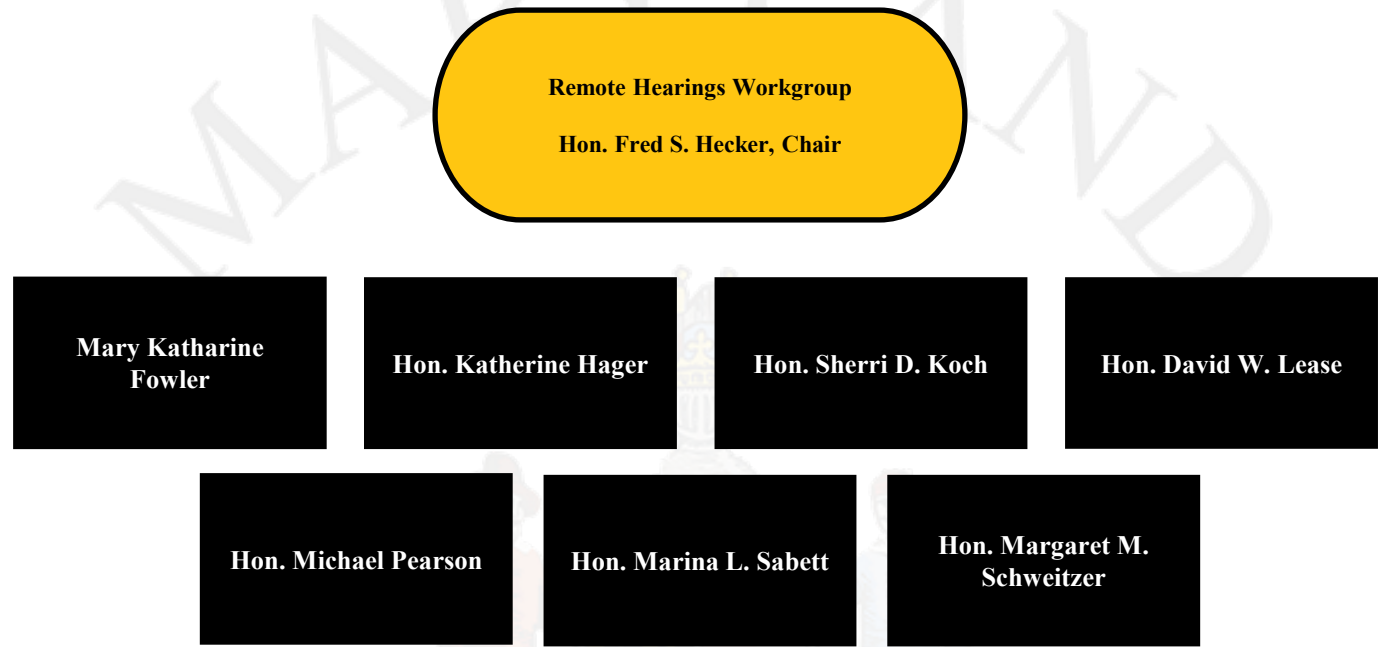 Remote Hearings Workgroup
Hon. Fred S. Hecker, Chair
Mary Katharine
Fowler
Hon. Katherine Hager
Hon. Sherri D. Koch
Hon. David W. Lease
Hon. Michael Pearson
Hon. Marina L. Sabett
Hon. Margaret M.
Schweitzer